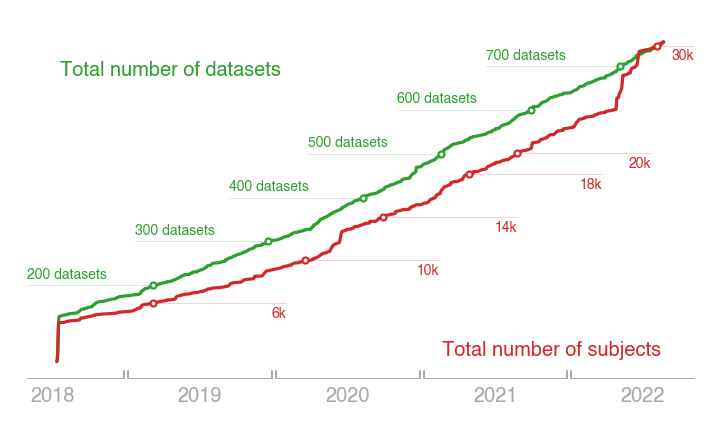 Total number of datasets
700 datasets
30k
600 datasets
500 datasets
20k
400 datasets
18k
300 datasets
14k
200 datasets
10k
6k
Total number of subjects
2018 2019 2020 2021 2022